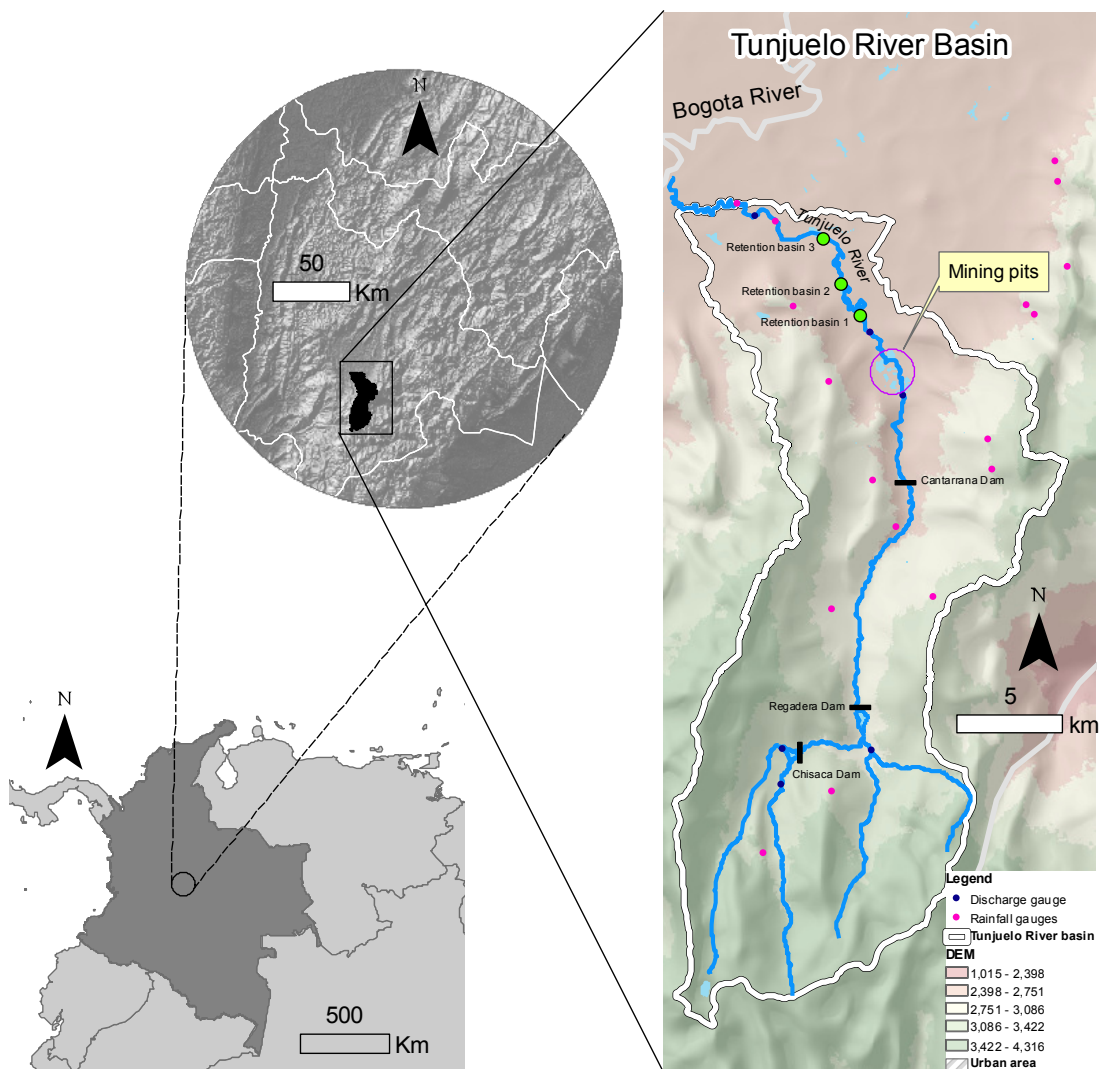 Tunjuelo River Basin
Bogota River
N
50
Km
Tunjuelo River
Retention basin 3
Mining pits
Retention basin 2
Retention basin 1
Cantarrana Dam
N
5
km
Regadera Dam
Chisaca Dam
N
500
Km
Legend
Discharge gauge
Rainfall gauges
Tunjuelo River basin
DEM
1,015 - 2,398
2,398 - 2,751
2,751 - 3,086
3,086 - 3,422
3,422 - 4,316
Urban area